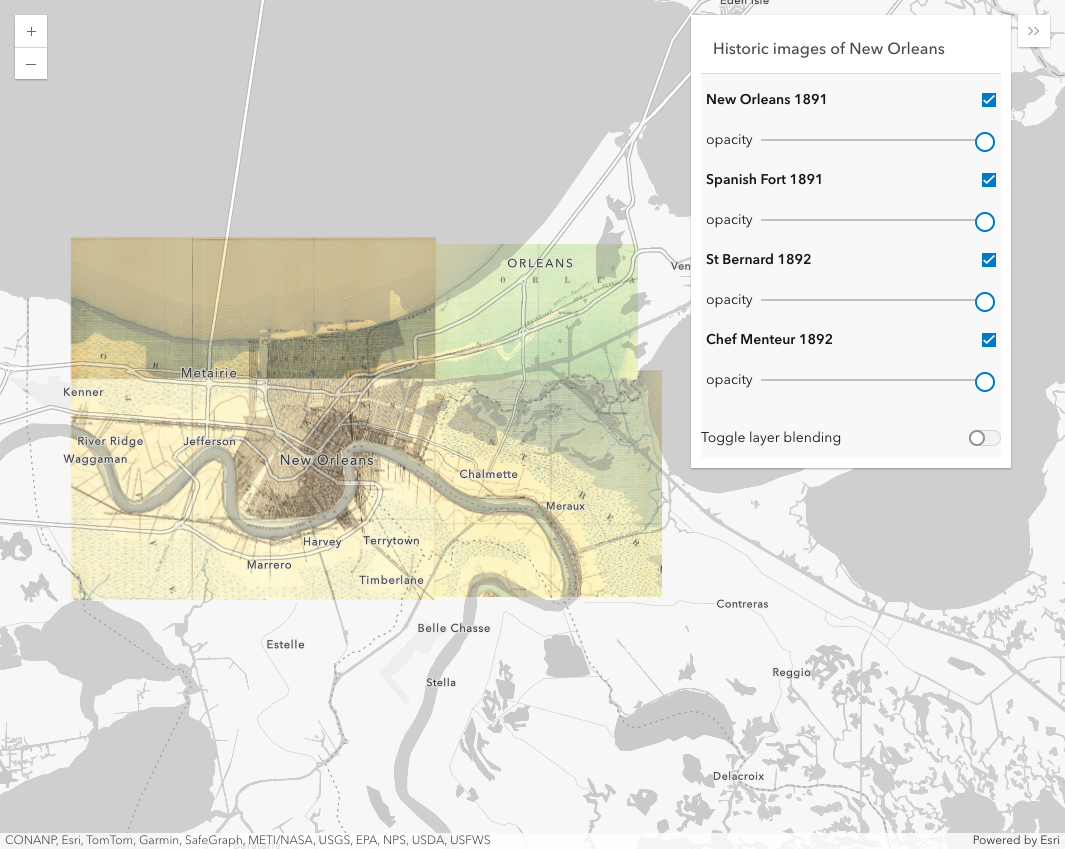 Eden Isle
Historic images of New Orleans
New Orleans 1891
opacity
Spanish Fort 1891
opacity
St Bernard 1892
opacity
Chef Menteur 1892
opacity
Toggle layer blending
ORLEANS
O R L E A
Ven
Metairie
Kenner
River Ridge
Jefferson
Waggaman
New Orleans
Chalmette
Meraux
Harvey
Terrytown
Marrero
Timberlane
Contreras
Belle Chasse
Estelle
Reggio
Stella
Delacroix
CONANP, Esri, TomTom, Garmin, SafeGraph, METI/NASA, USGS, EPA, NPS, USDA, USFWS
Powered by Esri